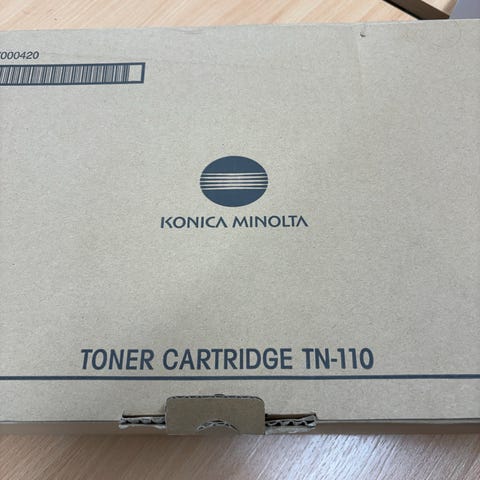 000420
KONICA MINOLTA
TONER CARTRIDGE TN-110